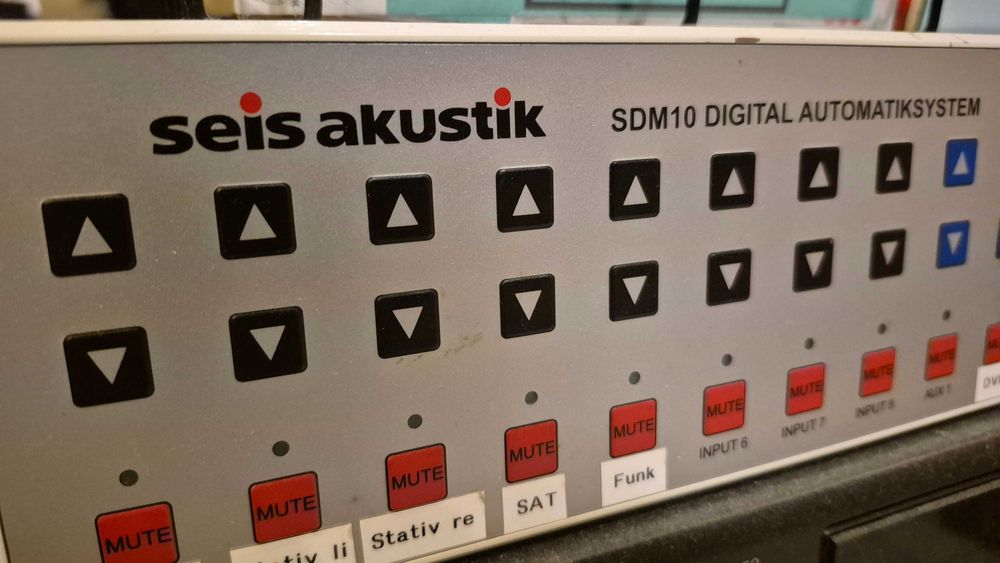 seis akustik
SDM10 DIGITAL AUTOMATIKSYSTEM
MUTE
MUTE
MUTE
MUTE
MUTE
MUTE
MUTE
MUTE
MUTE
li
Stativ re
SAT
Funk
INPUT 6
INPUT 7
INPUT 8
AUX 1